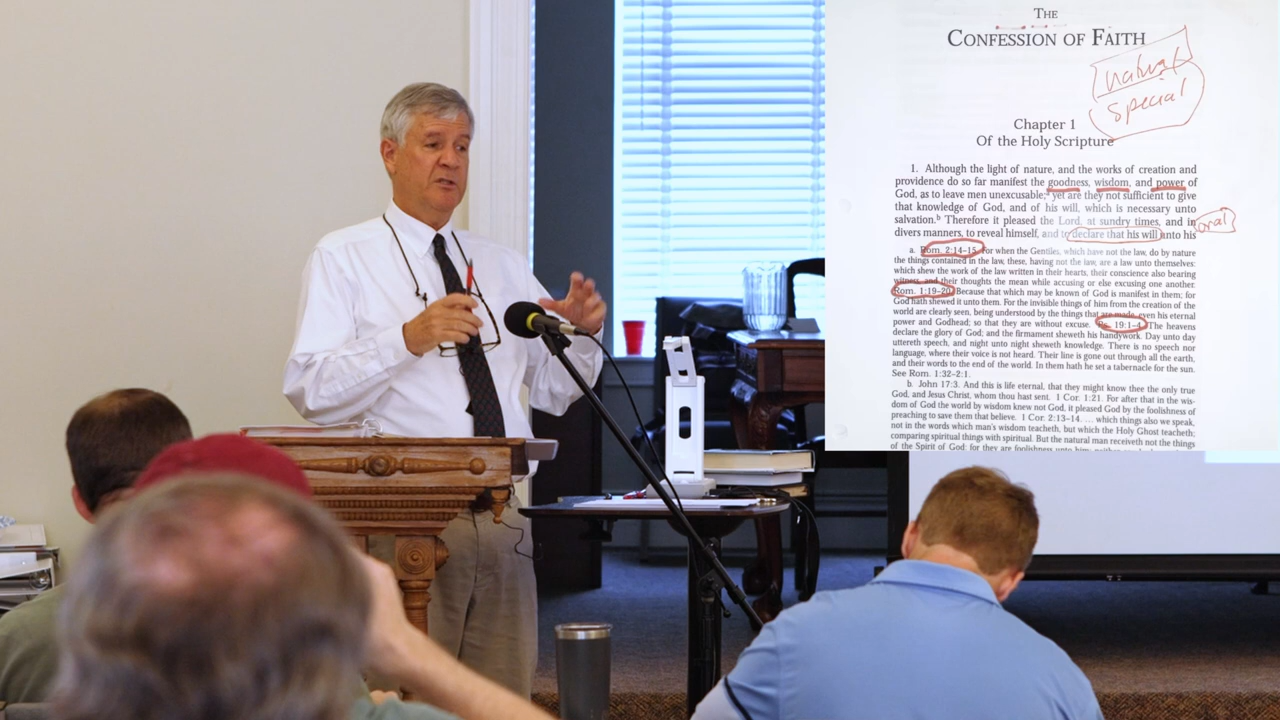 THE
CONFESSION OF FAITH
natural
special
Chapter 1
Of the Holy Scripture
1. Although the light of nature, and the works of creation and
providence do so far manifest the goodness, wisdom, and power of
God, as to leave men unexcusable;a yet are they not sufficient to give
that knowledge of God, and of his will, which is necessary unto
salvation.b Therefore it pleased the Lord, at sundry times, and in
oral
divers manners, to reveal himself, and to declare that his will unto his
a. Rom. 2:14–15. For when the Gentiles, which have not the law, do by nature
the things contained in the law, these, having not the law, are a law unto themselves:
which shew the work of the law written in their hearts, their conscience also bearing
witness, and their thoughts the mean while accusing or else excusing one another.
Rom. 1:19–20. Because that which may be known of God is manifest in them; for
God hath shewed it unto them. For the invisible things of him from the creation of the
world are clearly seen, being understood by the things that are made, even his eternal
power and Godhead; so that they are without excuse. Ps. 19:1–4. The heavens
declare the glory of God; and the firmament sheweth his handywork. Day unto day
uttereth speech, and night unto night sheweth knowledge. There is no speech nor
language, where their voice is not heard. Their line is gone out through all the earth,
and their words to the end of the world. In them hath he set a tabernacle for the sun.
See Rom. 1:32–2:1.
b. John 17:3. And this is life eternal, that they might know thee the only true
God, and Jesus Christ, whom thou hast sent. 1 Cor. 1:21. For after that in the wis-
dom of God the world by wisdom knew not God, it pleased God by the foolishness of
preaching to save them that believe. 1 Cor. 2:13–14. … which things also we speak,
not in the words which man's wisdom teacheth, but which the Holy Ghost teacheth;
comparing spiritual things with spiritual. But the natural man receiveth not the things
of the Spirit of God: for they are foolishness unto him: